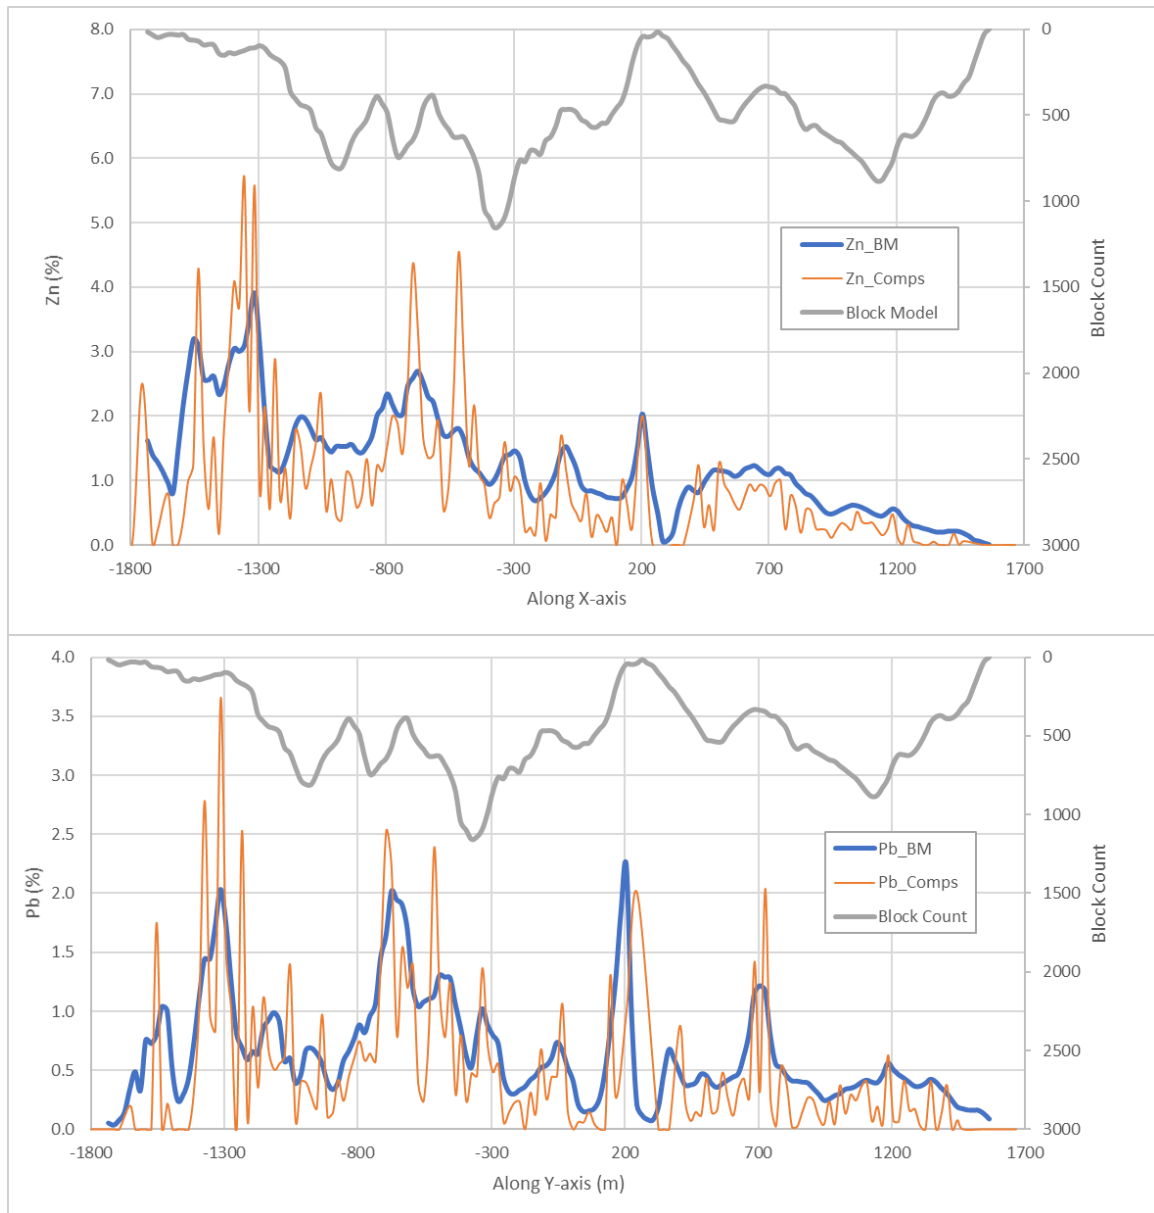 8.0
7.0
6.0
5.0
4.0
3.0
2.0
1.0
0.0
Zn (%)
-1800 -1300 -800 -300 200 700 1200 1700
Along X-axis
0
500
1000
1500
2000
2500
3000
Block Count
Zn_BM
Zn_Comps
Block Model
4.0
3.5
3.0
2.5
2.0
1.5
1.0
0.5
0.0
Pb (%)
-1800 -1300 -800 -300 200 700 1200 1700
Along Y-axis (m)
0
500
1000
1500
2000
2500
3000
Block Count
Pb_BM
Pb_Comps
Block Count